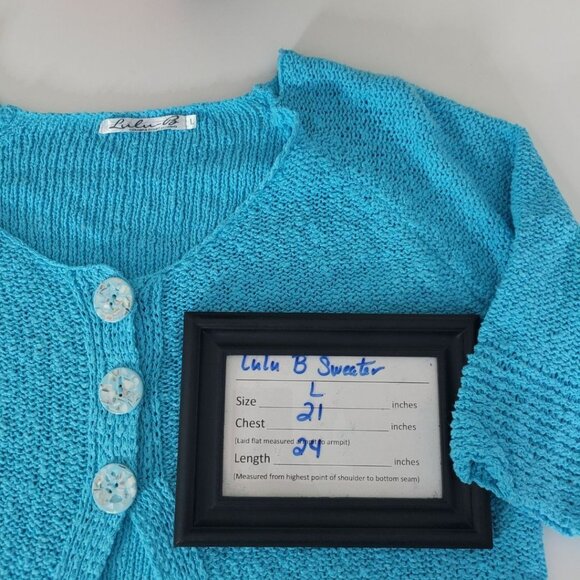 Lulu B L
Lulu B Sweater
Size L inches
Chest 21 inches
(Laid flat measured armpit to armpit)
Length 24 inches
(Measured from highest point of shoulder to bottom seam)